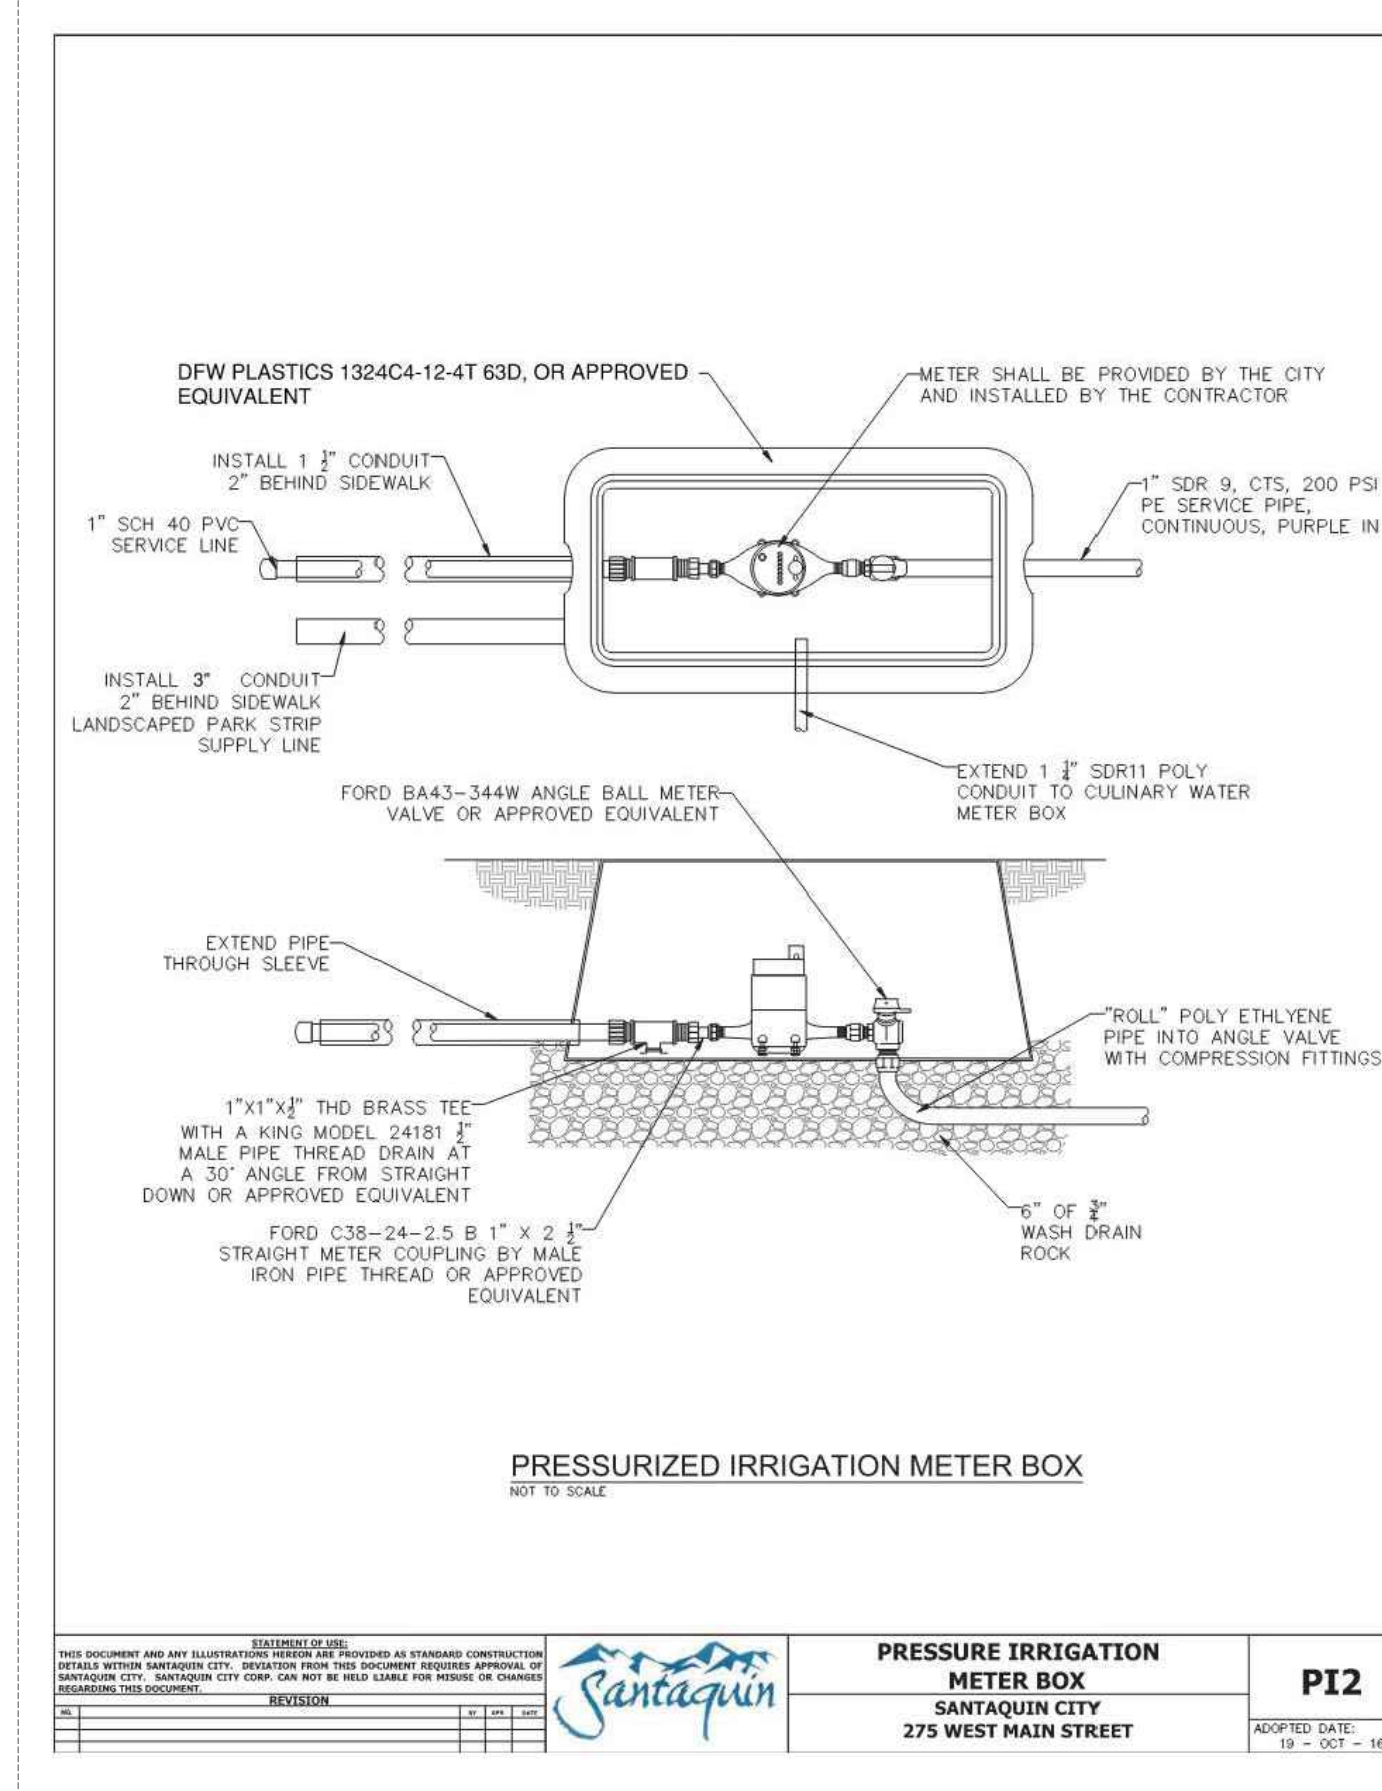 DFW PLASTICS 1324C4-12-4T 63D, OR APPROVED
EQUIVALENT
METER SHALL BE PROVIDED BY THE CITY
AND INSTALLED BY THE CONTRACTOR
INSTALL 1 1/2" CONDUIT
2" BEHIND SIDEWALK
1" SCH 40 PVC
SERVICE LINE
1" SDR 9, CTS, 200 PSI
PE SERVICE PIPE,
CONTINUOUS, PURPLE IN
INSTALL 3" CONDUIT
2" BEHIND SIDEWALK
LANDSCAPED PARK STRIP
SUPPLY LINE
EXTEND 1 1/4" SDR11 POLY
CONDUIT TO CULINARY WATER
METER BOX
FORD BA43-344W ANGLE BALL METER
VALVE OR APPROVED EQUIVALENT
EXTEND PIPE
THROUGH SLEEVE
"ROLL" POLY ETHLYENE
PIPE INTO ANGLE VALVE
WITH COMPRESSION FITTINGS
1"X1"X1/2" THD BRASS TEE
WITH A KING MODEL 24181 1/2"
MALE PIPE THREAD DRAIN AT
A 30° ANGLE FROM STRAIGHT
DOWN OR APPROVED EQUIVALENT
FORD C38-24-2.5 B 1" X 2 1/2"
STRAIGHT METER COUPLING BY MALE
IRON PIPE THREAD OR APPROVED
EQUIVALENT
6" OF 3/4"
WASH DRAIN
ROCK
PRESSURIZED IRRIGATION METER BOX
NOT TO SCALE
STATEMENT OF USE:
THIS DOCUMENT AND ANY ILLUSTRATIONS HEREON ARE PROVIDED AS STANDARD CONSTRUCTION
DETAILS WITHIN SANTAQUIN CITY. DEVIATION FROM THIS DOCUMENT REQUIRES APPROVAL OF
SANTAQUIN CITY. SANTAQUIN CITY CORP. CAN NOT BE HELD LIABLE FOR MISUSE OR CHANGES
REGARDING THIS DOCUMENT.
REVISION
NO. BY APR. DATE
Santaquin
PRESSURE IRRIGATION
METER BOX
SANTAQUIN CITY
275 WEST MAIN STREET
PI2
ADOPTED DATE:
19 - OCT - 16